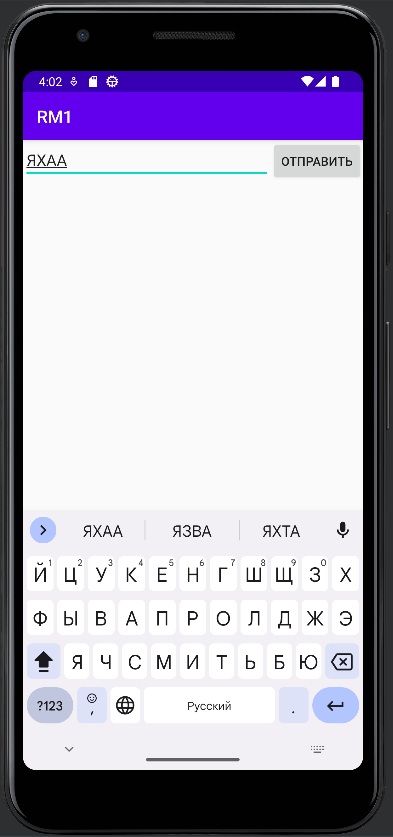 4:02
RM1
ЯХАА ОТПРАВИТЬ
ЯХАА ЯЗВА ЯХТА
Й1 Ц2 У3 К4 Е5 Н6 Г7 Ш8 Щ9 З0 Х
Ф Ы В А П Р О Л Д Ж Э
Я Ч С М И Т Ь Б Ю
?123 , Русский .